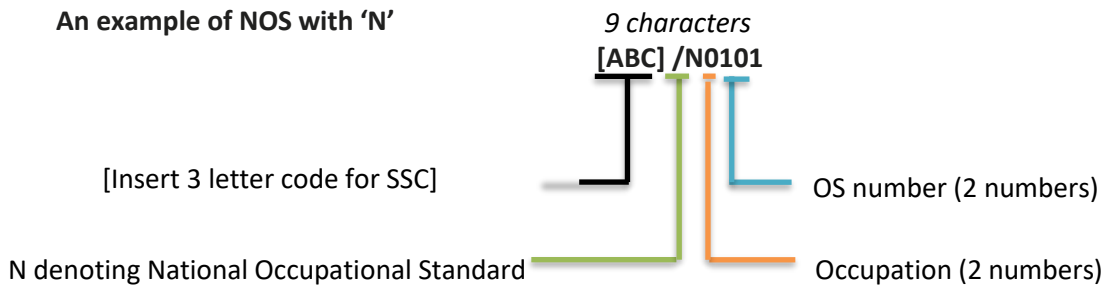 An example of NOS with ‘N’
9 characters
[ABC] /N0101
[Insert 3 letter code for SSC]
OS number (2 numbers)
N denoting National Occupational Standard
Occupation (2 numbers)